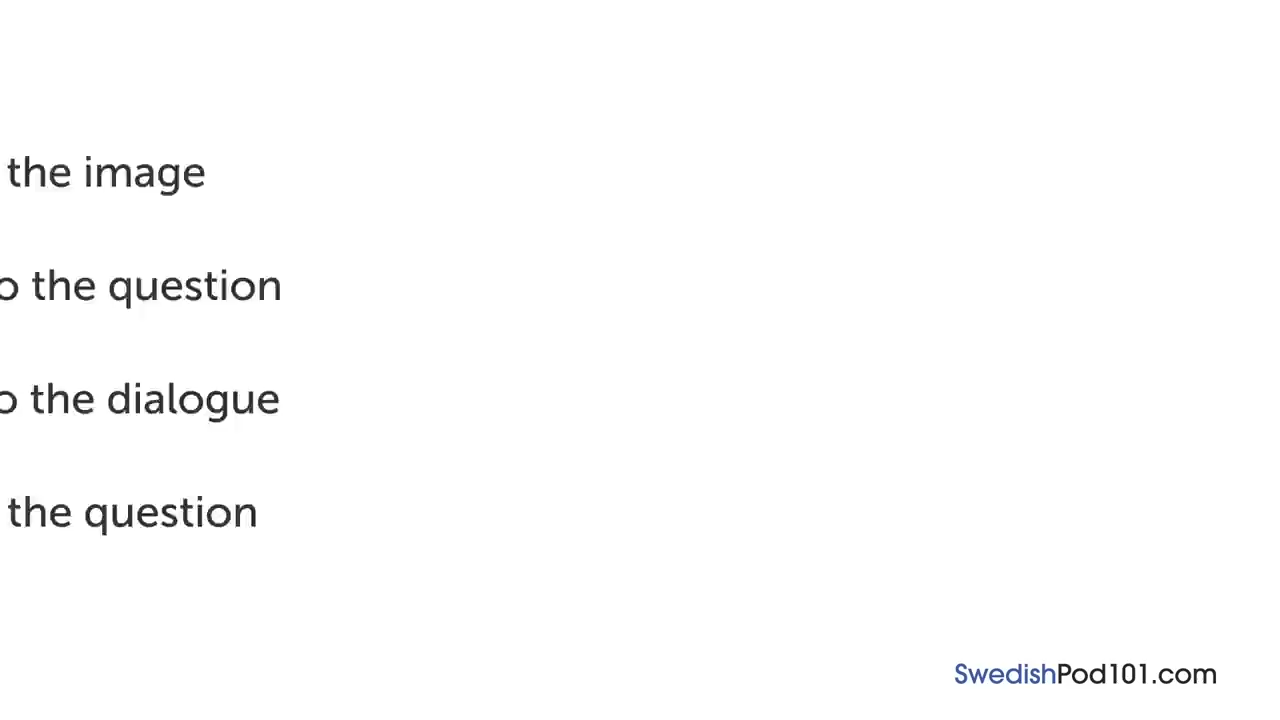 the image
o the question
o the dialogue
the question
SwedishPod101.com